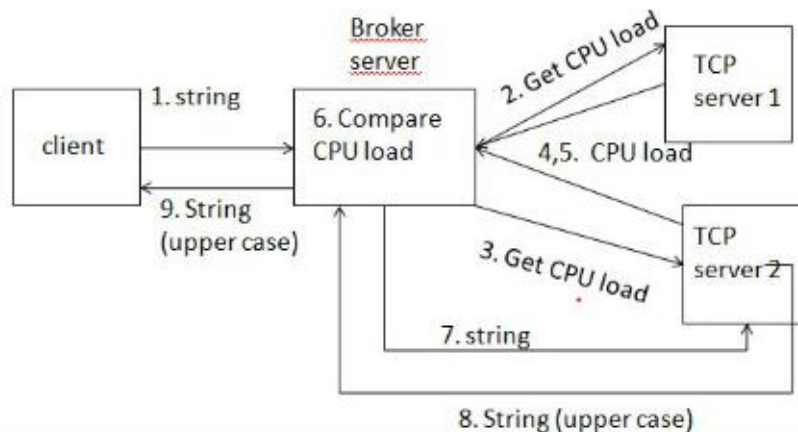 Broker
server
1. string
client
6. Compare
CPU load
2. Get CPU load
TCP
server 1
4,5. CPU load
9. String
(upper case)
3. Get CPU load
TCP
server 2
7. string
8. String (upper case)